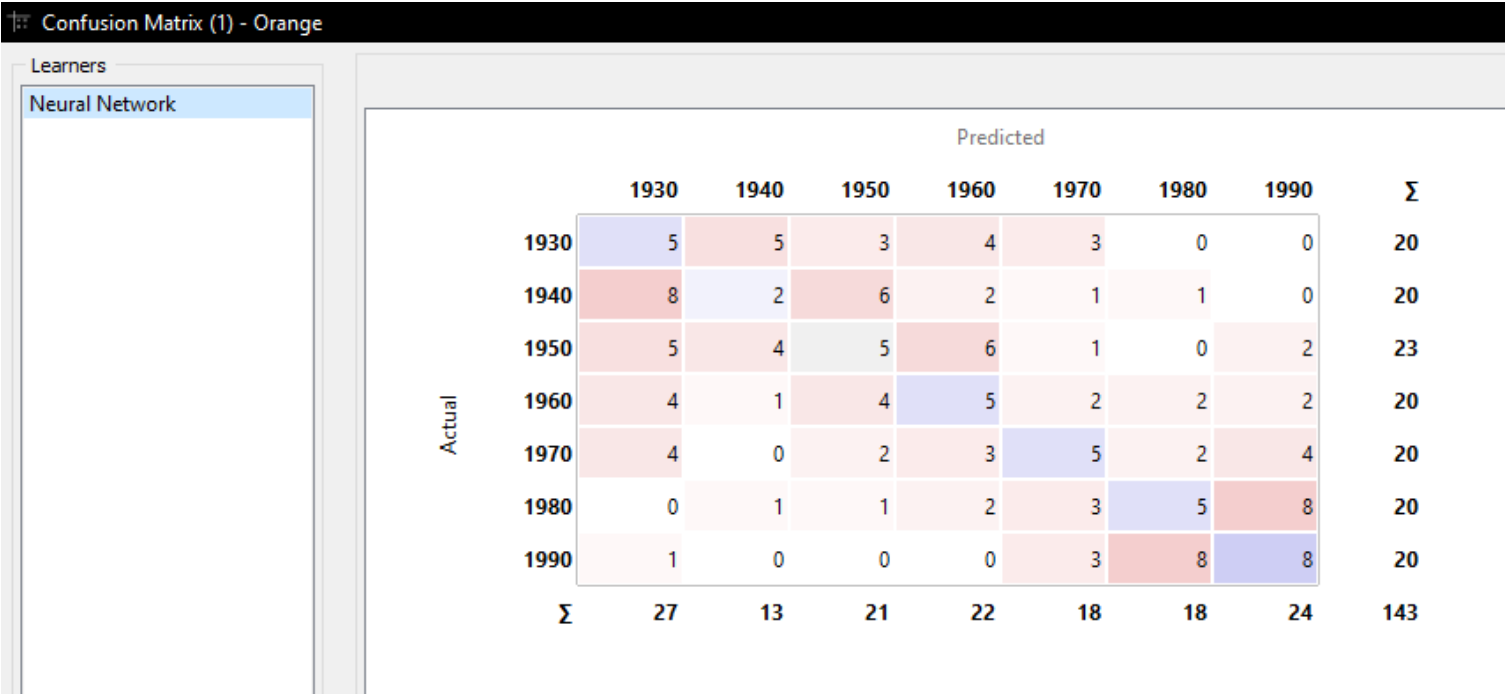 Confusion Matrix (1) - Orange
Learners
Neural Network
Predicted
1930 1940 1950 1960 1970 1980 1990 Σ
1930 5 5 3 4 3 0 0 20
1940 8 2 6 2 1 1 0 20
1950 5 4 5 6 1 0 2 23
Actual
1960 4 1 4 5 2 2 2 20
1970 4 0 2 3 5 2 4 20
1980 0 1 1 2 3 5 8 20
1990 1 0 0 0 3 8 8 20
Σ 27 13 21 22 18 18 24 143